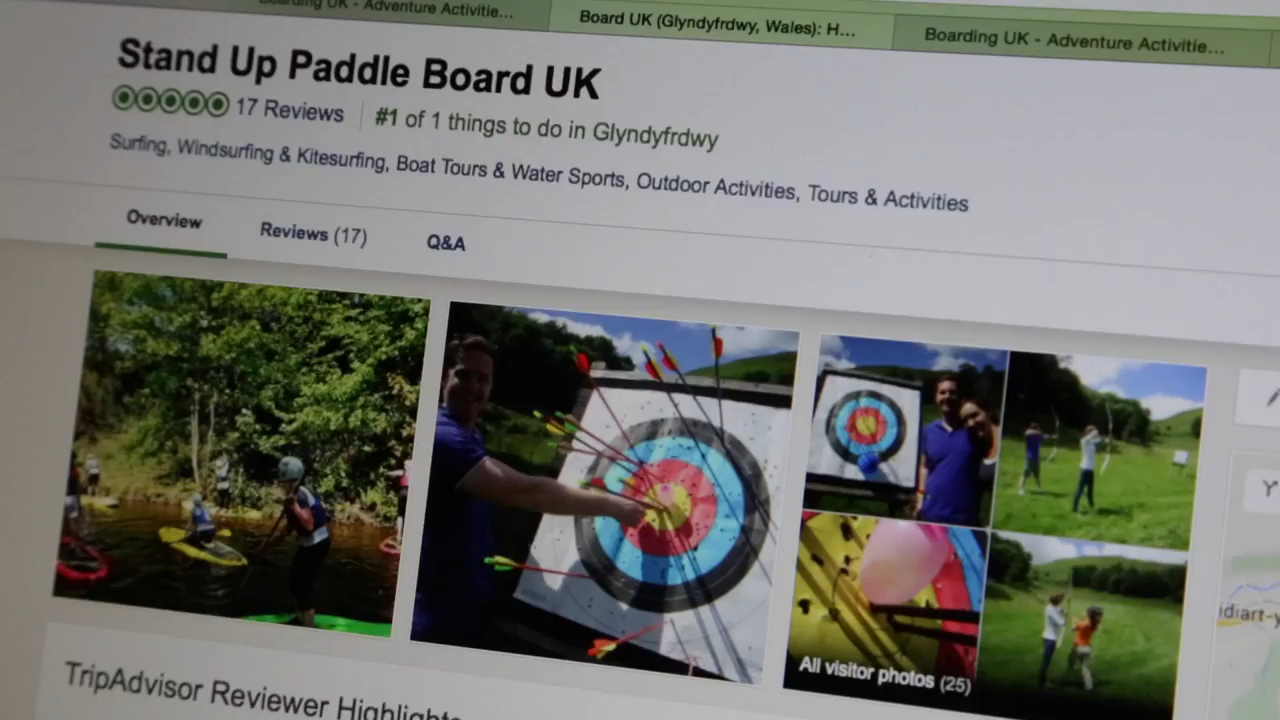 Boarding UK - Adventure Activitie...
Board UK (Glyndyfrdwy, Wales): H...
Boarding UK - Adventure Activitie...
Stand Up Paddle Board UK
17 Reviews
#1 of 1 things to do in Glyndyfrdwy
Surfing, Windsurfing & Kitesurfing, Boat Tours & Water Sports, Outdoor Activities, Tours & Activities
Overview
Reviews (17)
Q&A
All visitor photos (25)
idiart-y
TripAdvisor Reviewer Highlights